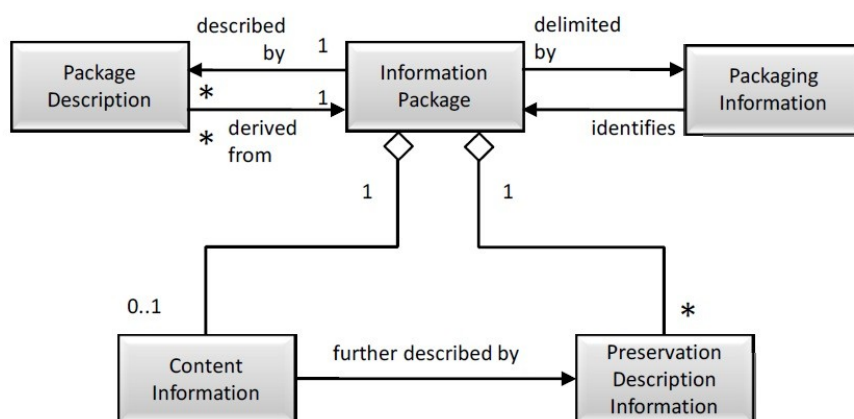 described
by
1
delimited
by
Package
Description
Information
Package
Packaging
Information
*
1
*
derived
from
identifies
1
1
0..1
*
Content
Information
further described by
Preservation
Description
Information